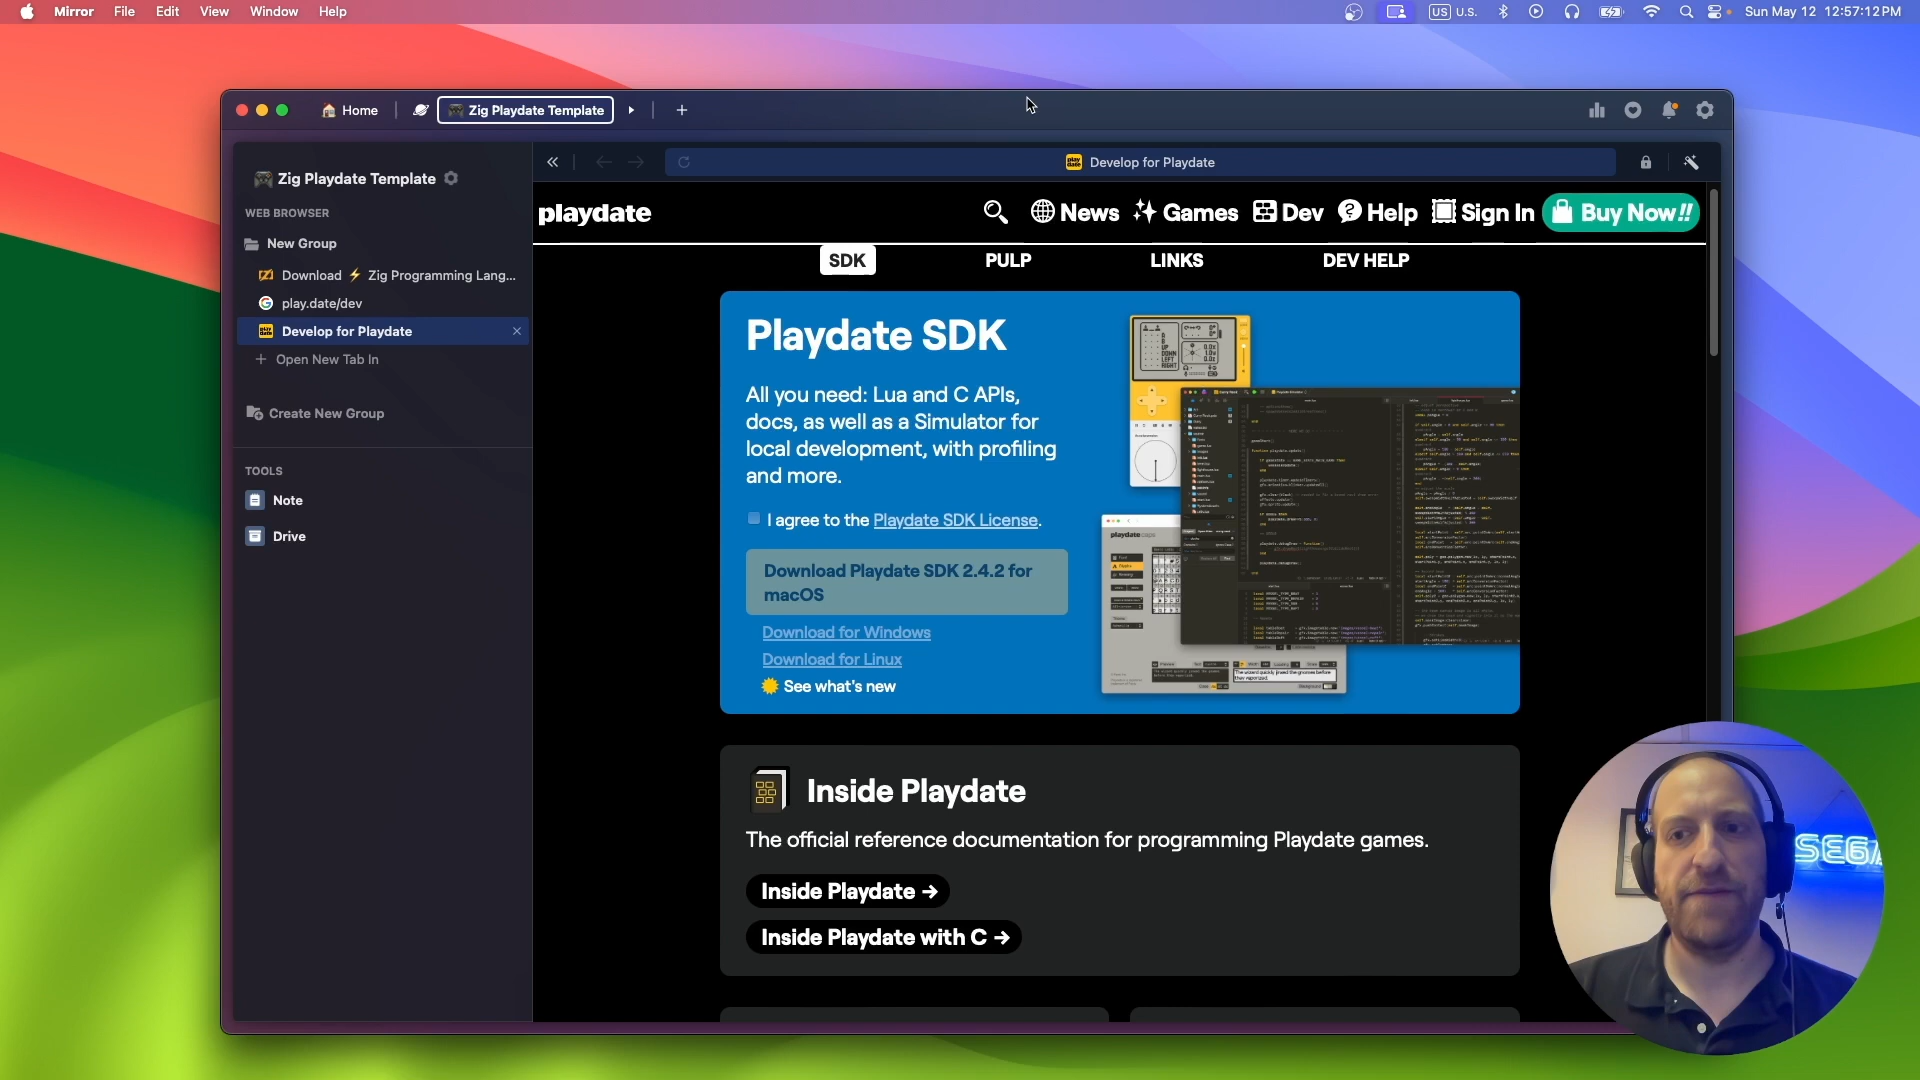 Mirror File Edit View Window Help
US U.S. Sun May 12 12:57:12 PM
Home Zig Playdate Template
Zig Playdate Template
WEB BROWSER
New Group
Download ⚡ Zig Programming Lang...
play.date/dev
Develop for Playdate
Open New Tab In
Create New Group
TOOLS
Note
Drive
Develop for Playdate
playdate News Games Dev Help Sign In Buy Now!!
SDK PULP LINKS DEV HELP
Playdate SDK
All you need: Lua and C APIs,
docs, as well as a Simulator for
local development, with profiling
and more.
I agree to the Playdate SDK License.
Download Playdate SDK 2.4.2 for
macOS
Download for Windows
Download for Linux
See what's new
Inside Playdate
The official reference documentation for programming Playdate games.
Inside Playdate →
Inside Playdate with C →
SEGA